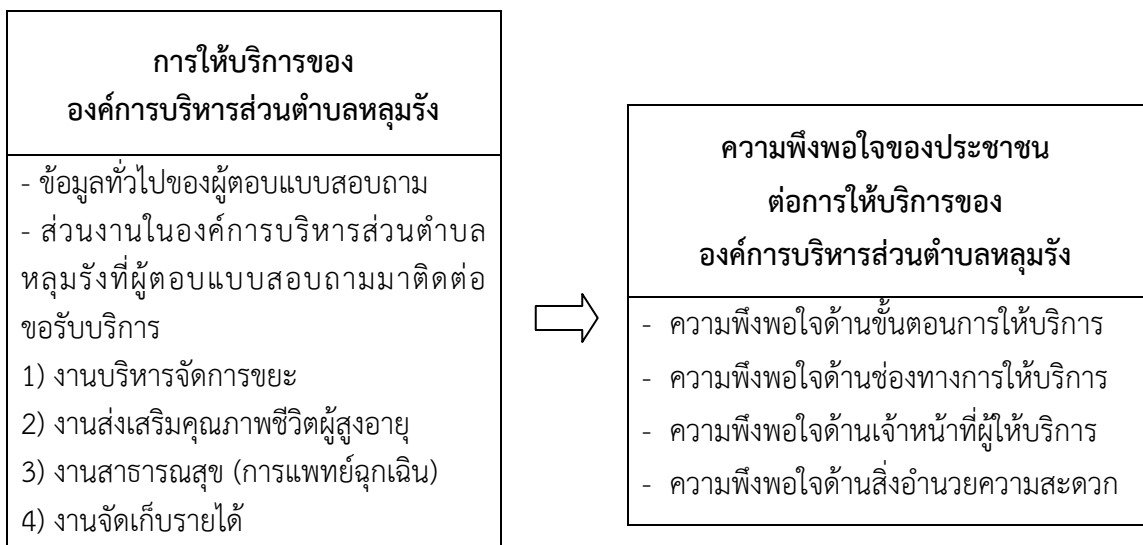 การให้บริการของ
องค์การบริหารส่วนตำบลหลุมรัง
- ข้อมูลทั่วไปของผู้ตอบแบบสอบถาม
- ส่วนงานในองค์การบริหารส่วนตำบล
หลุมรังที่ผู้ตอบแบบสอบถามมาติดต่อ
ขอรับบริการ
1) งานบริหารจัดการขยะ
2) งานส่งเสริมคุณภาพชีวิตผู้สูงอายุ
3) งานสาธารณสุข (การแพทย์ฉุกเฉิน)
4) งานจัดเก็บรายได้
ความพึงพอใจของประชาชน
ต่อการให้บริการของ
องค์การบริหารส่วนตำบลหลุมรัง
- ความพึงพอใจด้านขั้นตอนการให้บริการ
- ความพึงพอใจด้านช่องทางการให้บริการ
- ความพึงพอใจด้านเจ้าหน้าที่ผู้ให้บริการ
- ความพึงพอใจด้านสิ่งอำนวยความสะดวก